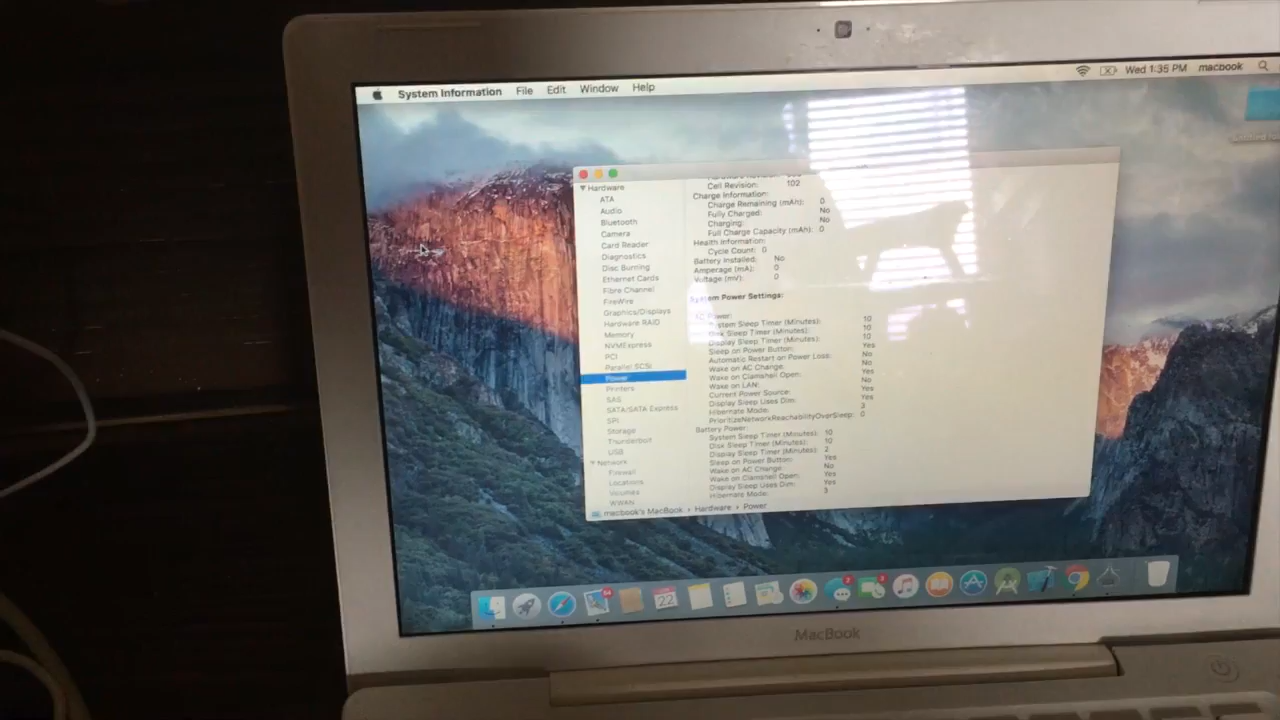 System Information File Edit Window Help
Wed 1:35 PM macbook
Hardware
ATA
Audio
Bluetooth
Camera
Card Reader
Diagnostics
Disc Burning
Ethernet Cards
Fibre Channel
FireWire
Graphics/Displays
Hardware RAID
Memory
NVMExpress
PCI
Parallel SCSI
Power
Printers
SAS
SATA/SATA Express
SPI
Storage
Thunderbolt
USB
Network
Firewall
Locations
Volumes
WWAN
Cell Revision: 102
Charge Information:
Charge Remaining (mAh): 0
Fully Charged: No
Charging: No
Full Charge Capacity (mAh): 0
Health Information:
Cycle Count: 0
Battery Installed: No
Amperage (mA): 0
Voltage (mV): 0
System Power Settings:
AC Power:
System Sleep Timer (Minutes): 10
Disk Sleep Timer (Minutes): 10
Display Sleep Timer (Minutes): 10
Sleep on Power Button: Yes
Automatic Restart on Power Loss: No
Wake on AC Change: No
Wake on Clamshell Open: Yes
Wake on LAN: No
Current Power Source: Yes
Display Sleep Uses Dim: Yes
Hibernate Mode: 3
PrioritizeNetworkReachabilityOverSleep: 0
Battery Power:
System Sleep Timer (Minutes): 10
Disk Sleep Timer (Minutes): 10
Display Sleep Timer (Minutes): 2
Sleep on Power Button: Yes
Wake on AC Change: No
Wake on Clamshell Open: Yes
Display Sleep Uses Dim: Yes
Hibernate Mode: 3
macbook's MacBook › Hardware › Power
22
MacBook